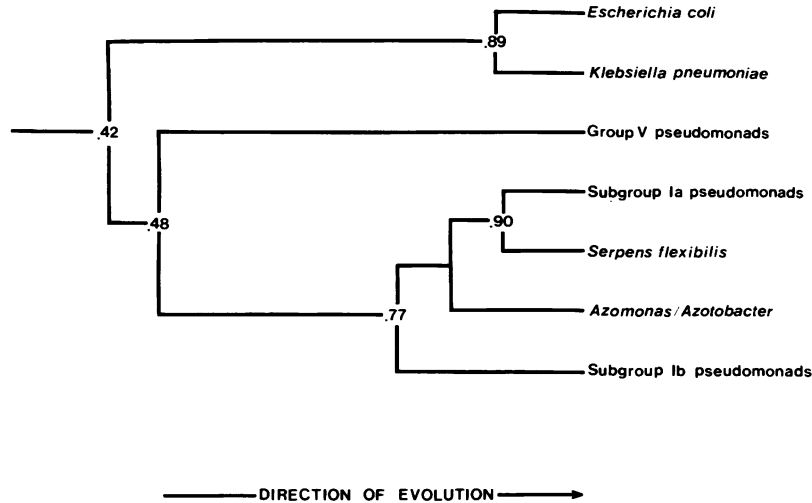 Escherichia coli
.89
Klebsiella pneumoniae
.42
Group V pseudomonads
Subgroup Ia pseudomonads
.90
.48
Serpens flexibilis
Azomonas/Azotobacter
.77
Subgroup Ib pseudomonads
DIRECTION OF EVOLUTION